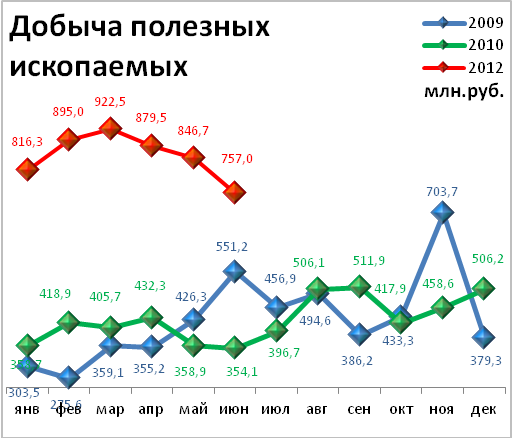 Добыча полезных
ископаемых
2009
2010
2012
млн.руб.
816,3 895,0 922,5 879,5 846,7 757,0
551,2 456,9 506,1 511,9 417,9 703,7 458,6 506,2
418,9 405,7 432,3 426,3
494,6 433,3
303,5 275,6 359,1 355,2 358,9 354,1 396,7 386,2 379,3
янв фев мар апр май июн июл авг сен окт ноя дек